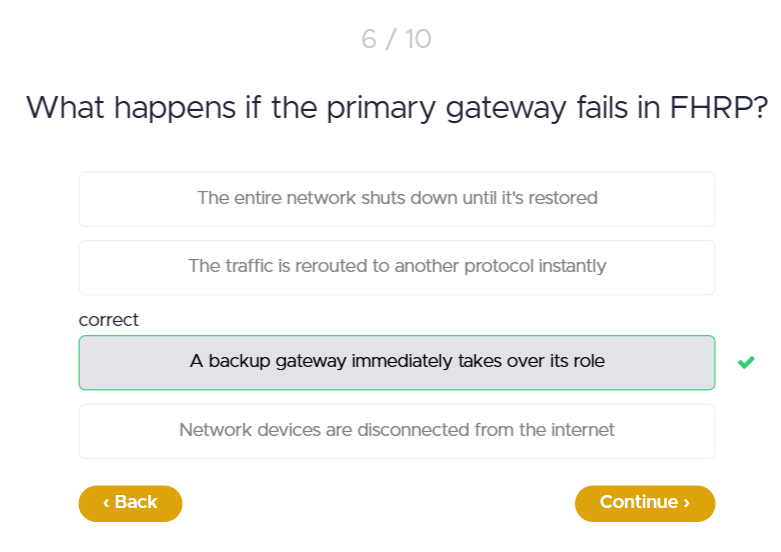 6 / 10
What happens if the primary gateway fails in FHRP?
The entire network shuts down until it's restored
The traffic is rerouted to another protocol instantly
correct
A backup gateway immediately takes over its role
Network devices are disconnected from the internet
‹ Back
Continue ›